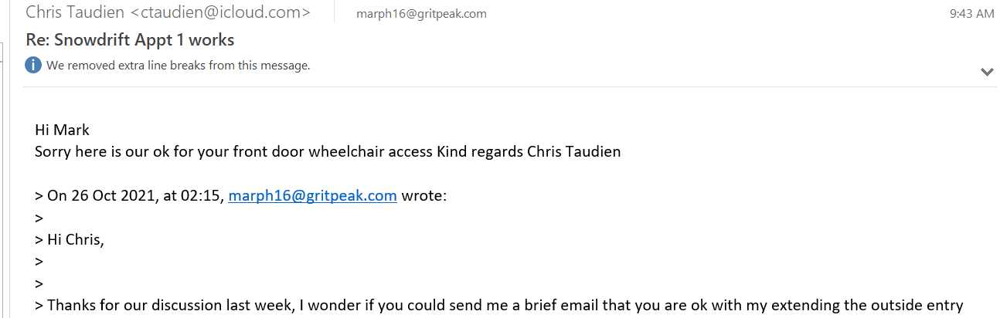 Chris Taudien <ctaudien@icloud.com> marph16@gritpeak.com 9:43 AM
Re: Snowdrift Appt 1 works
i We removed extra line breaks from this message.
Hi Mark
Sorry here is our ok for your front door wheelchair access Kind regards Chris Taudien
> On 26 Oct 2021, at 02:15, marph16@gritpeak.com wrote:
>
> Hi Chris,
>
>
> Thanks for our discussion last week, I wonder if you could send me a brief email that you are ok with my extending the outside entry